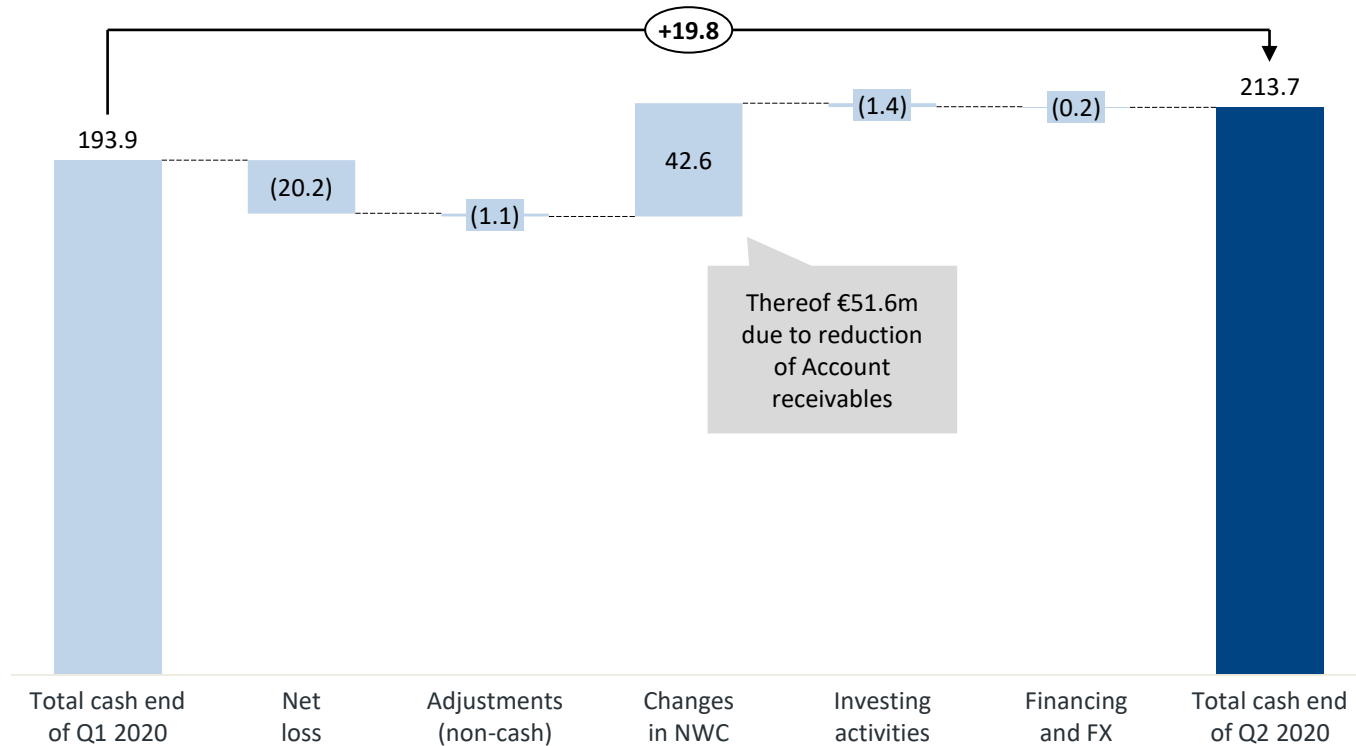 +19.8
193.9
(20.2)
(1.1)
42.6
(1.4)
(0.2)
213.7
Thereof €51.6m
due to reduction
of Account
receivables
Total cash end
of Q1 2020
Net
loss
Adjustments
(non-cash)
Changes
in NWC
Investing
activities
Financing
and FX
Total cash end
of Q2 2020